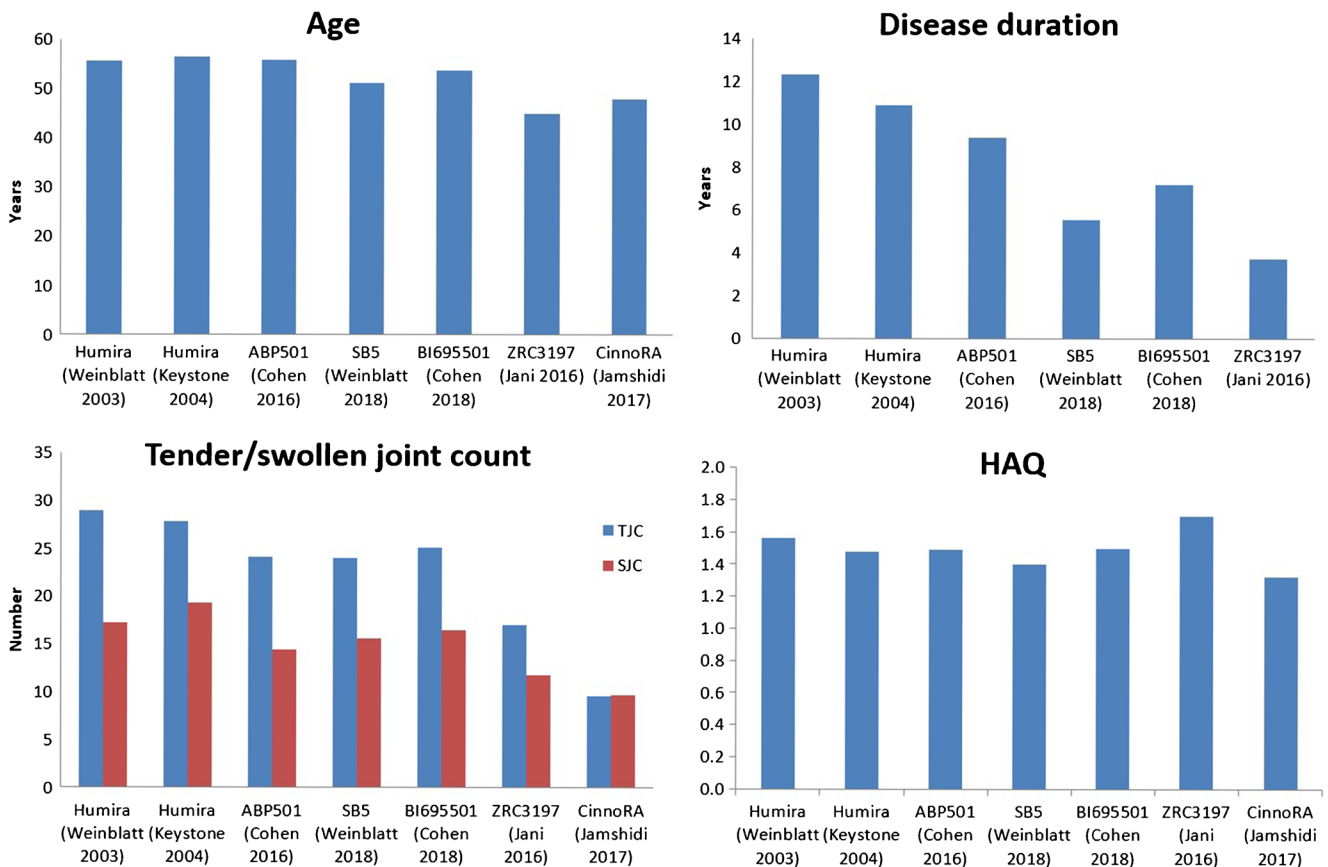 Age
60
50
40
30
20
10
0
Years
Humira
(Weinblatt
2003)
Humira
(Keystone
2004)
ABP501
(Cohen
2016)
SB5
(Weinblatt
2018)
BI695501
(Cohen
2018)
ZRC3197
(Jani 2016)
CinnoRA
(Jamshidi
2017)
Disease duration
14
12
10
8
6
4
2
0
Years
Humira
(Weinblatt
2003)
Humira
(Keystone
2004)
ABP501
(Cohen
2016)
SB5
(Weinblatt
2018)
BI695501
(Cohen
2018)
ZRC3197
(Jani 2016)
Tender/swollen joint count
35
30
25
20
15
10
5
0
Number
TJC
SJC
Humira
(Weinblatt
2003)
Humira
(Keystone
2004)
ABP501
(Cohen
2016)
SB5
(Weinblatt
2018)
BI695501
(Cohen
2018)
ZRC3197
(Jani
2016)
CinnoRA
(Jamshidi
2017)
HAQ
2.0
1.8
1.6
1.4
1.2
1.0
0.8
0.6
0.4
0.2
0.0
Humira
(Weinblatt
2003)
Humira
(Keystone
2004)
ABP501
(Cohen
2016)
SB5
(Weinblatt
2018)
BI695501
(Cohen
2018)
ZRC3197
(Jani
2016)
CinnoRA
(Jamshidi
2017)